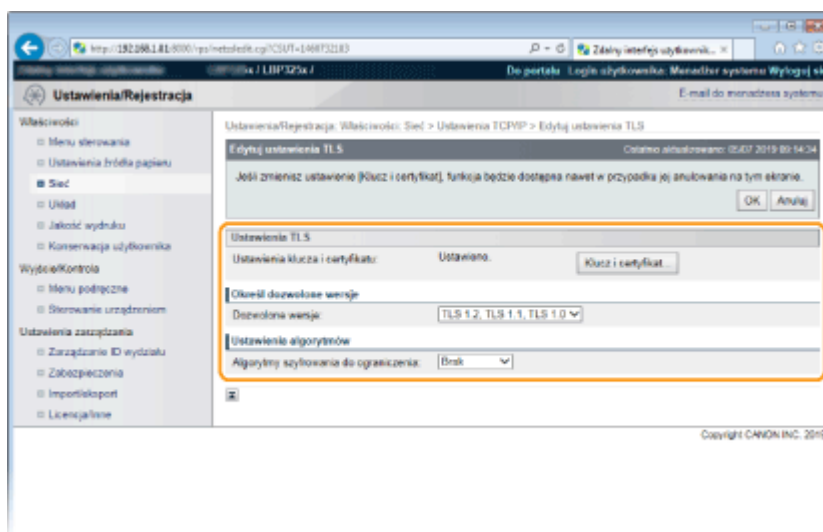 http://192.168.1.81:8000/rps/nwtoledit.cgi?CSUT=1468732183
Zdalny interfejs użytkownik... ×
LBP325x /
Do portalu Login użytkownika: Menedżer systemu Wyloguj si
Ustawienia/Rejestracja
E-mail do menedżera systemu
Właściwości
Menu sterowania
Ustawienia źródła papieru
Sieć
Układ
Jakość wydruku
Konserwacja użytkownika
Wyjście/Kontrola
Menu podręczne
Sterowanie urządzeniem
Ustawienia zarządzania
Zarządzanie ID wydziału
Zabezpieczenia
Import/eksport
Licencja/Inne
Ustawienia/Rejestracja: Właściwości: Sieć > Ustawienia TCP/IP > Edytuj ustawienia TLS
Edytuj ustawienia TLS
Ostatnio aktualizowano: 05/07 2019 09:14:34
Jeśli zmienisz ustawienie [Klucz i certyfikat], funkcja będzie dostępna nawet w przypadku jej anulowania na tym ekranie.
OK Anuluj
Ustawienia TLS
Ustawienia klucza i certyfikatu: Ustawiono. Klucz i certyfikat...
Określ dozwolone wersje
Dozwolone wersje: TLS 1.2, TLS 1.1, TLS 1.0
Ustawienia algorytmów
Algorytmy szyfrowania do ograniczenia: Brak
Copyright CANON INC. 2019